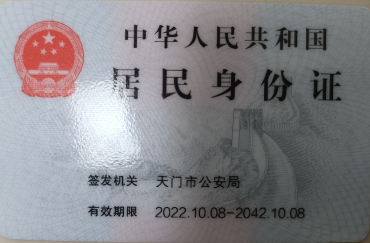 中华人民共和国
居民身份证
签发机关 天门市公安局
有效期限 2022.10.08-2042.10.08